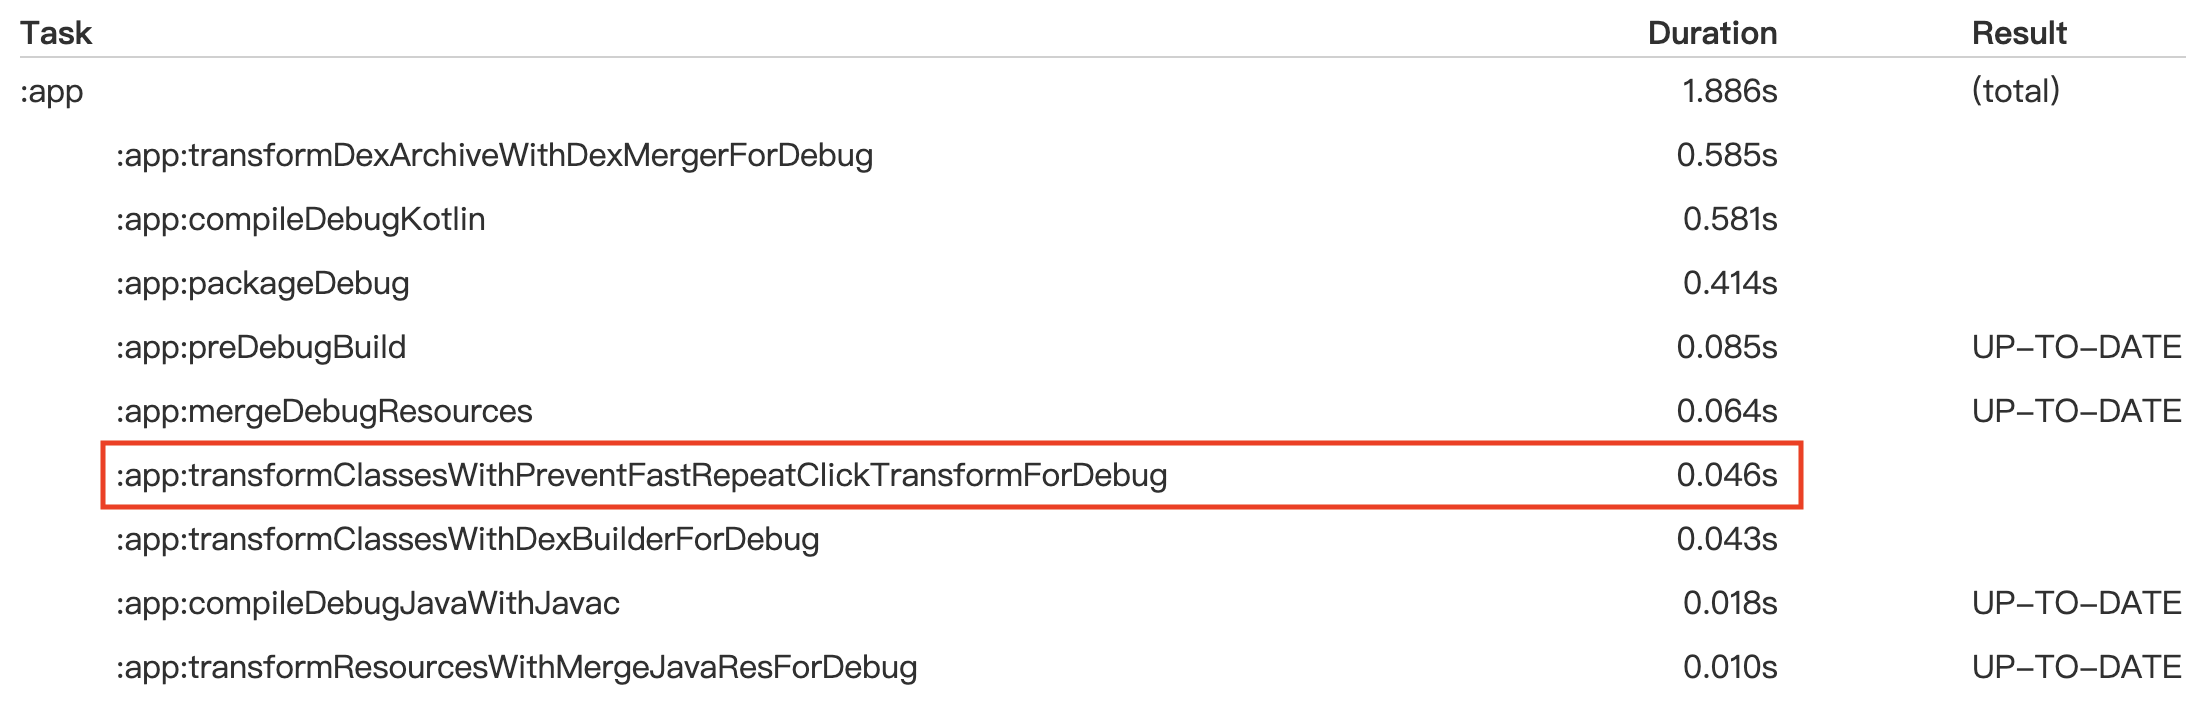 Task Duration Result
:app 1.886s (total)
:app:transformDexArchiveWithDexMergerForDebug 0.585s
:app:compileDebugKotlin 0.581s
:app:packageDebug 0.414s
:app:preDebugBuild 0.085s UP-TO-DATE
:app:mergeDebugResources 0.064s UP-TO-DATE
:app:transformClassesWithPreventFastRepeatClickTransformForDebug 0.046s
:app:transformClassesWithDexBuilderForDebug 0.043s
:app:compileDebugJavaWithJavac 0.018s UP-TO-DATE
:app:transformResourcesWithMergeJavaResForDebug 0.010s UP-TO-DATE